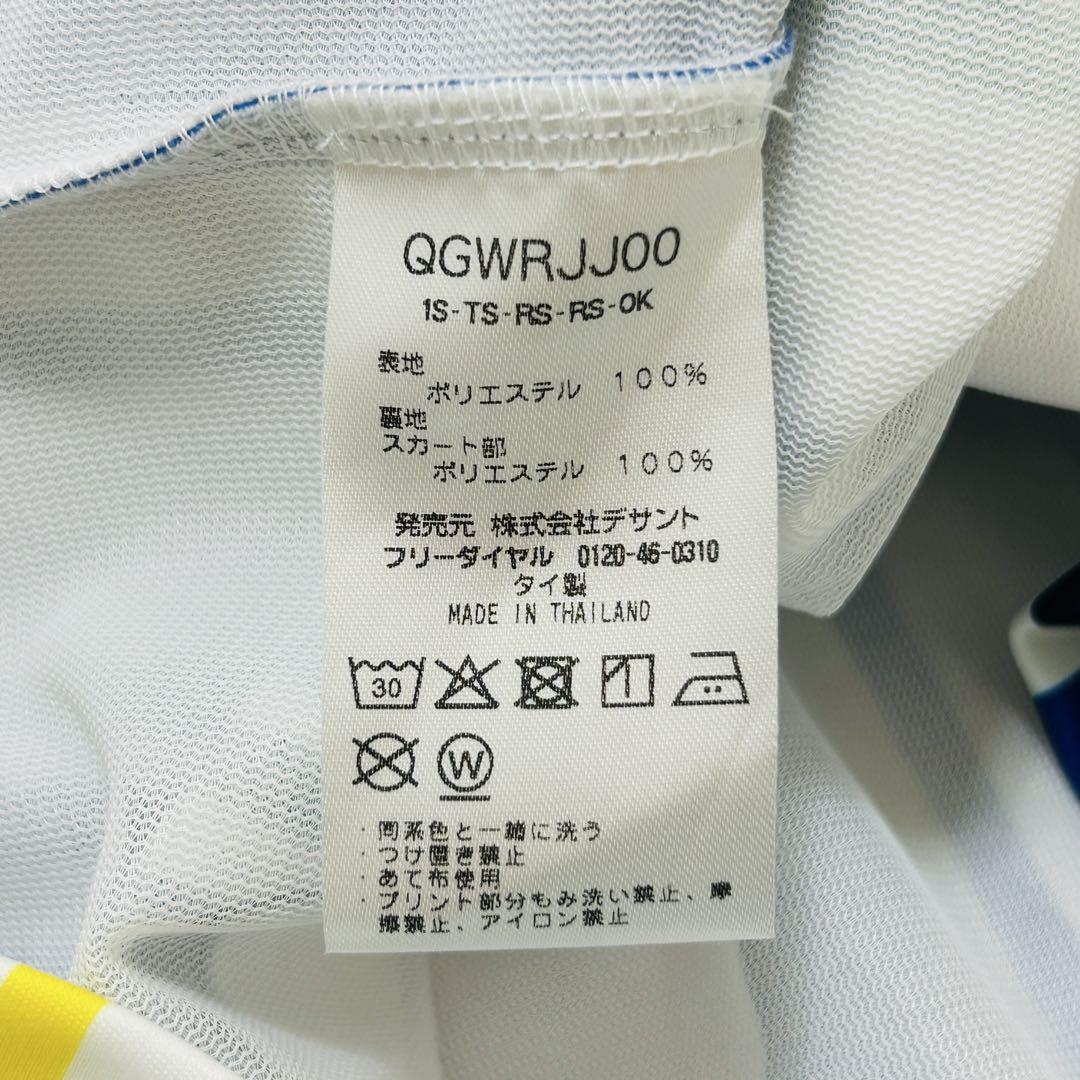 QGWRJJ00
1S-TS-RS-RS-OK
表地
ポリエステル 100%
裏地
スカート部
ポリエステル 100%
発売元 株式会社デサント
フリーダイヤル 0120-46-0310
タイ製
MADE IN THAILAND
30
W
・同系色と一緒に洗う
・つけ置き禁止
・あて布使用
・プリント部分もみ洗い禁止、摩
擦禁止、アイロン禁止